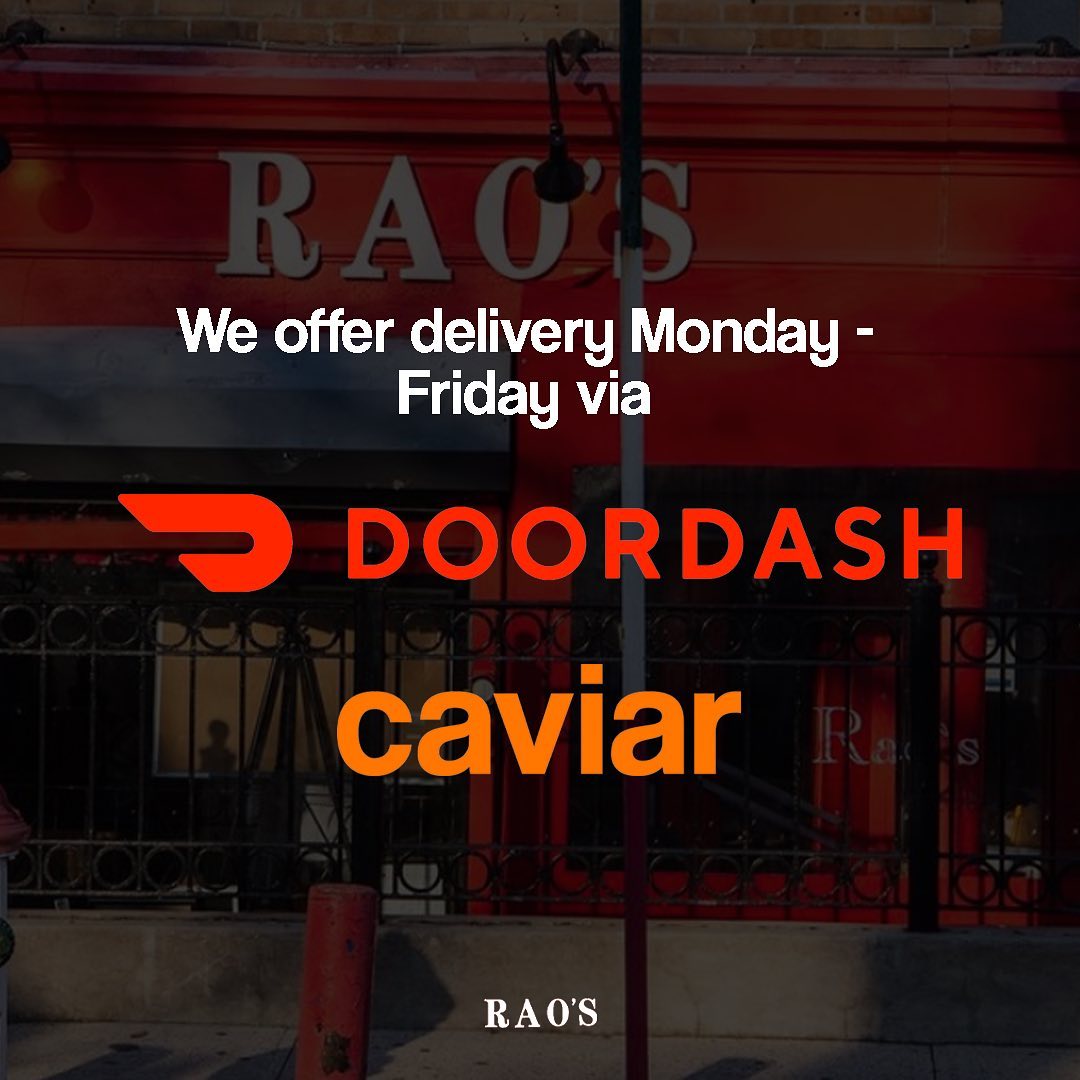 RAO'S
We offer delivery Monday -
Friday via
DOORDASH
caviar
Rao's
RAO'S